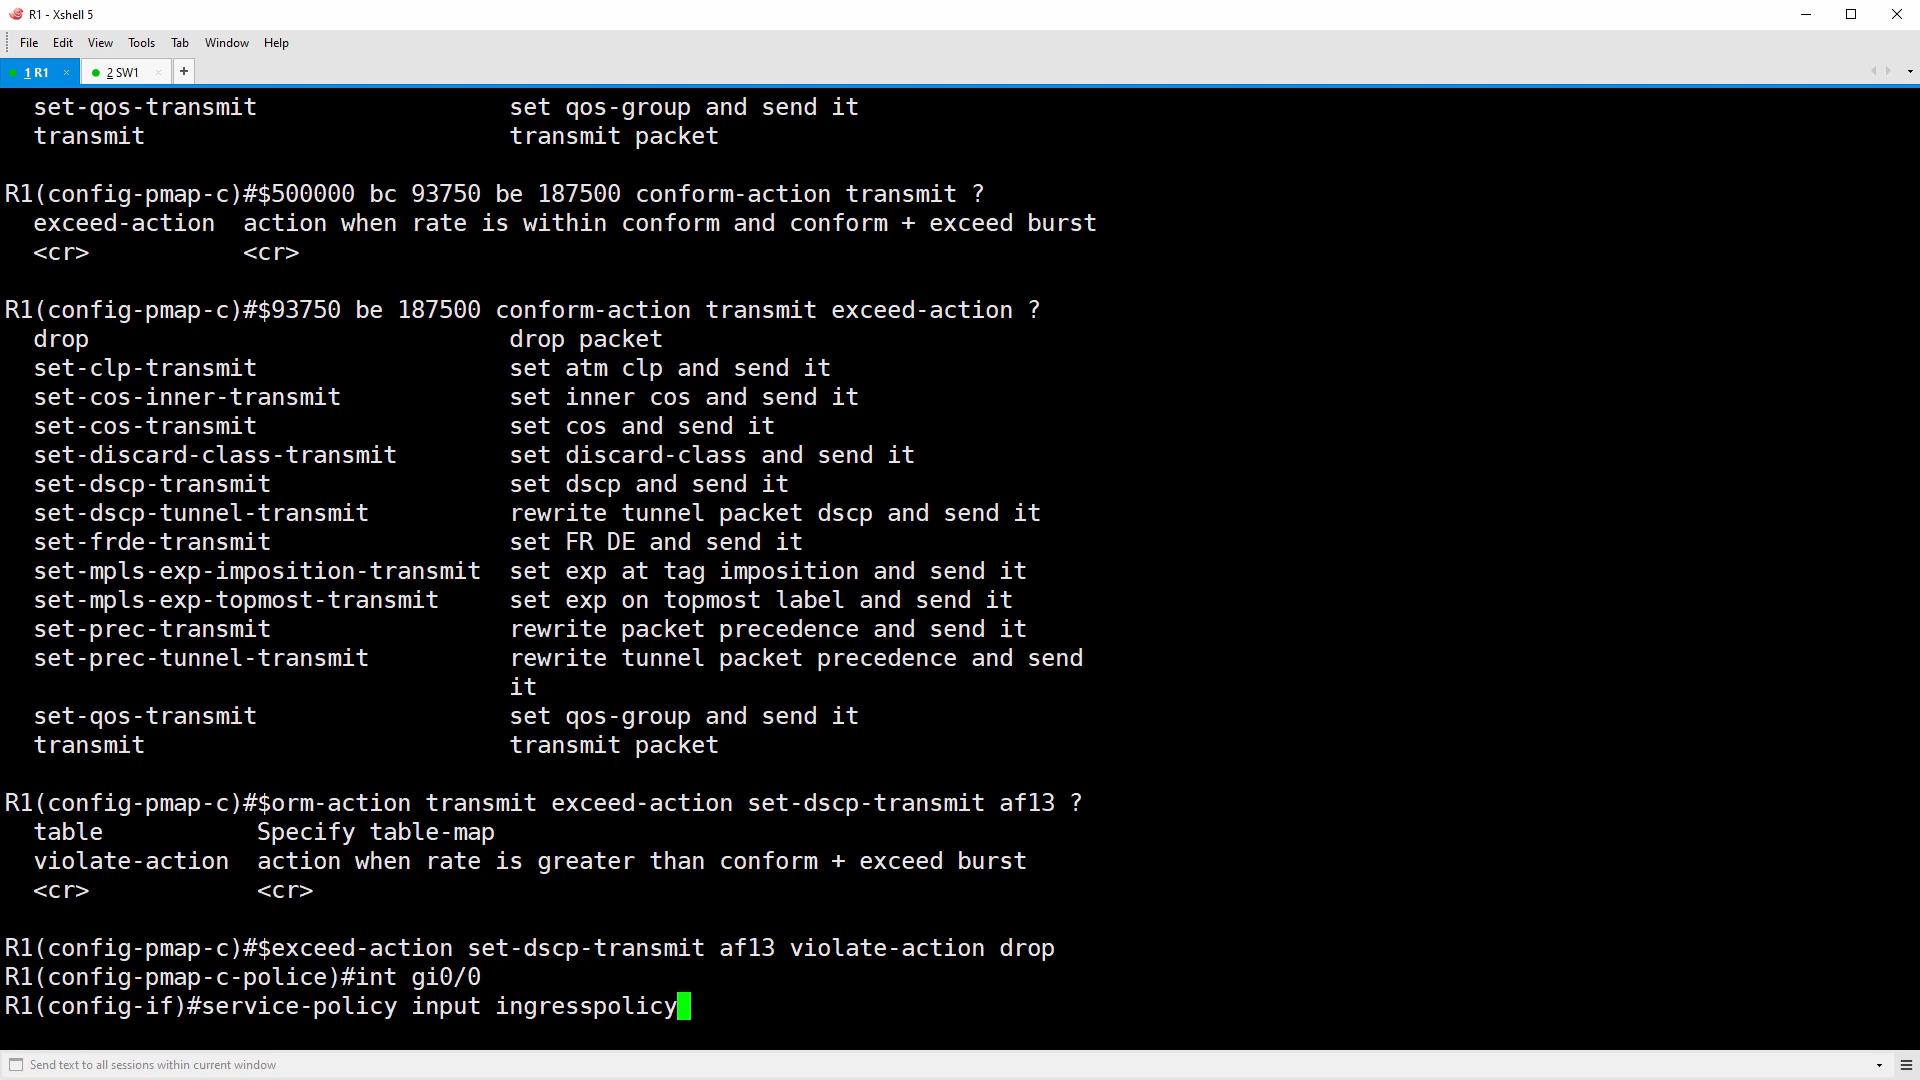 R1 - Xshell 5
File Edit View Tools Tab Window Help
1 R1 × 2 SW1 × +
set-qos-transmit set qos-group and send it
transmit transmit packet
R1(config-pmap-c)#$500000 bc 93750 be 187500 conform-action transmit ?
exceed-action action when rate is within conform and conform + exceed burst
<cr> <cr>
R1(config-pmap-c)#$93750 be 187500 conform-action transmit exceed-action ?
drop drop packet
set-clp-transmit set atm clp and send it
set-cos-inner-transmit set inner cos and send it
set-cos-transmit set cos and send it
set-discard-class-transmit set discard-class and send it
set-dscp-transmit set dscp and send it
set-dscp-tunnel-transmit rewrite tunnel packet dscp and send it
set-frde-transmit set FR DE and send it
set-mpls-exp-imposition-transmit set exp at tag imposition and send it
set-mpls-exp-topmost-transmit set exp on topmost label and send it
set-prec-transmit rewrite packet precedence and send it
set-prec-tunnel-transmit rewrite tunnel packet precedence and send
it
set-qos-transmit set qos-group and send it
transmit transmit packet
R1(config-pmap-c)#$orm-action transmit exceed-action set-dscp-transmit af13 ?
table Specify table-map
violate-action action when rate is greater than conform + exceed burst
<cr> <cr>
R1(config-pmap-c)#$exceed-action set-dscp-transmit af13 violate-action drop
R1(config-pmap-c-police)#int gi0/0
R1(config-if)#service-policy input ingresspolicy
Send text to all sessions within current window